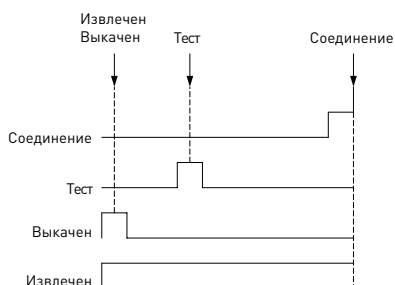 Извлечен
Выкачен
Тест
Соединение
Соединение
Тест
Выкачен
Извлечен